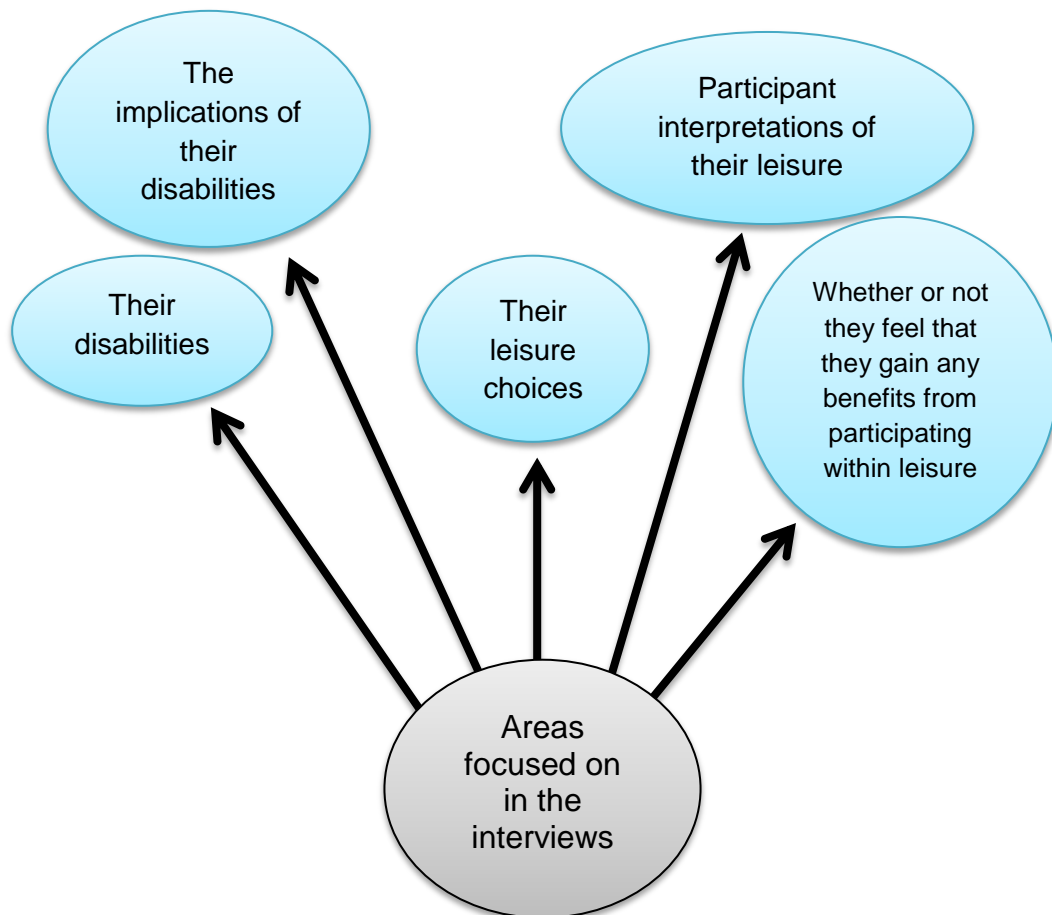 The
implications of
their
disabilities
Participant
interpretations of
their leisure
Their
disabilities
Their
leisure
choices
Whether or not
they feel that
they gain any
benefits from
participating
within leisure
Areas
focused on
in the
interviews